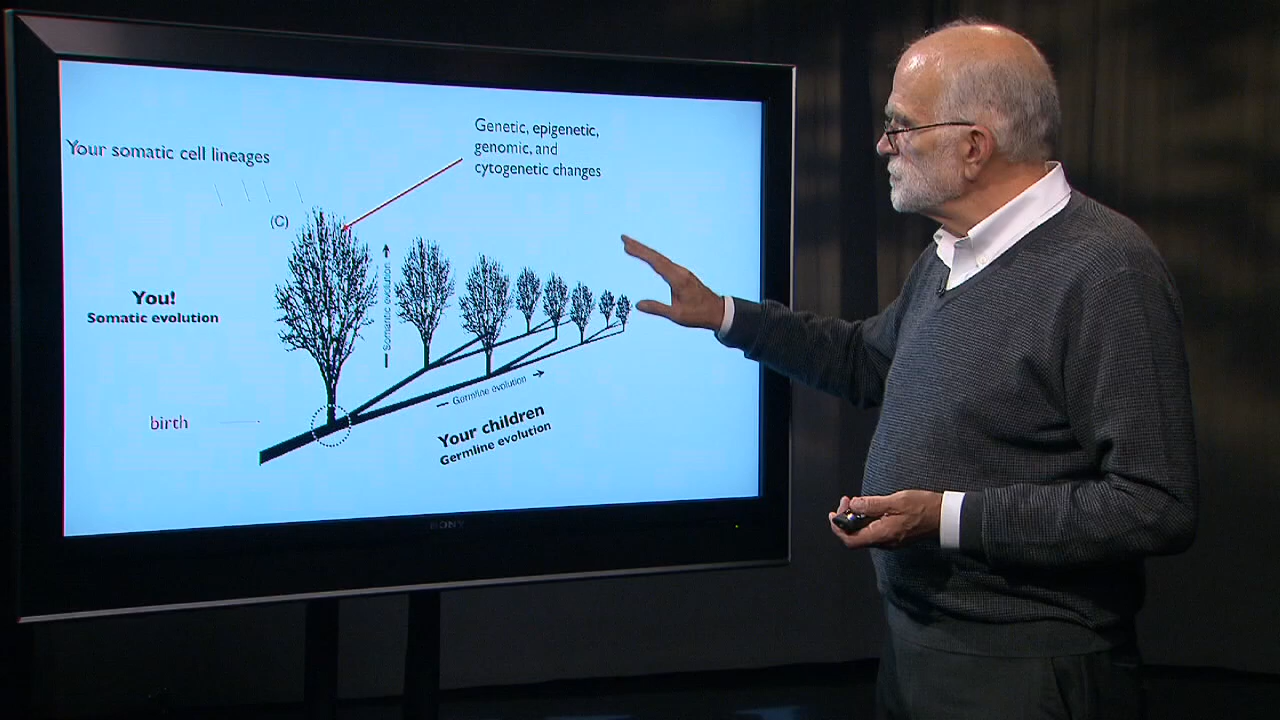 Your somatic cell lineages
Genetic, epigenetic,
genomic, and
cytogenetic changes
(C)
Somantic evolution
You!
Somatic evolution
Germline evolution
birth
Your children
Germline evolution
SONY